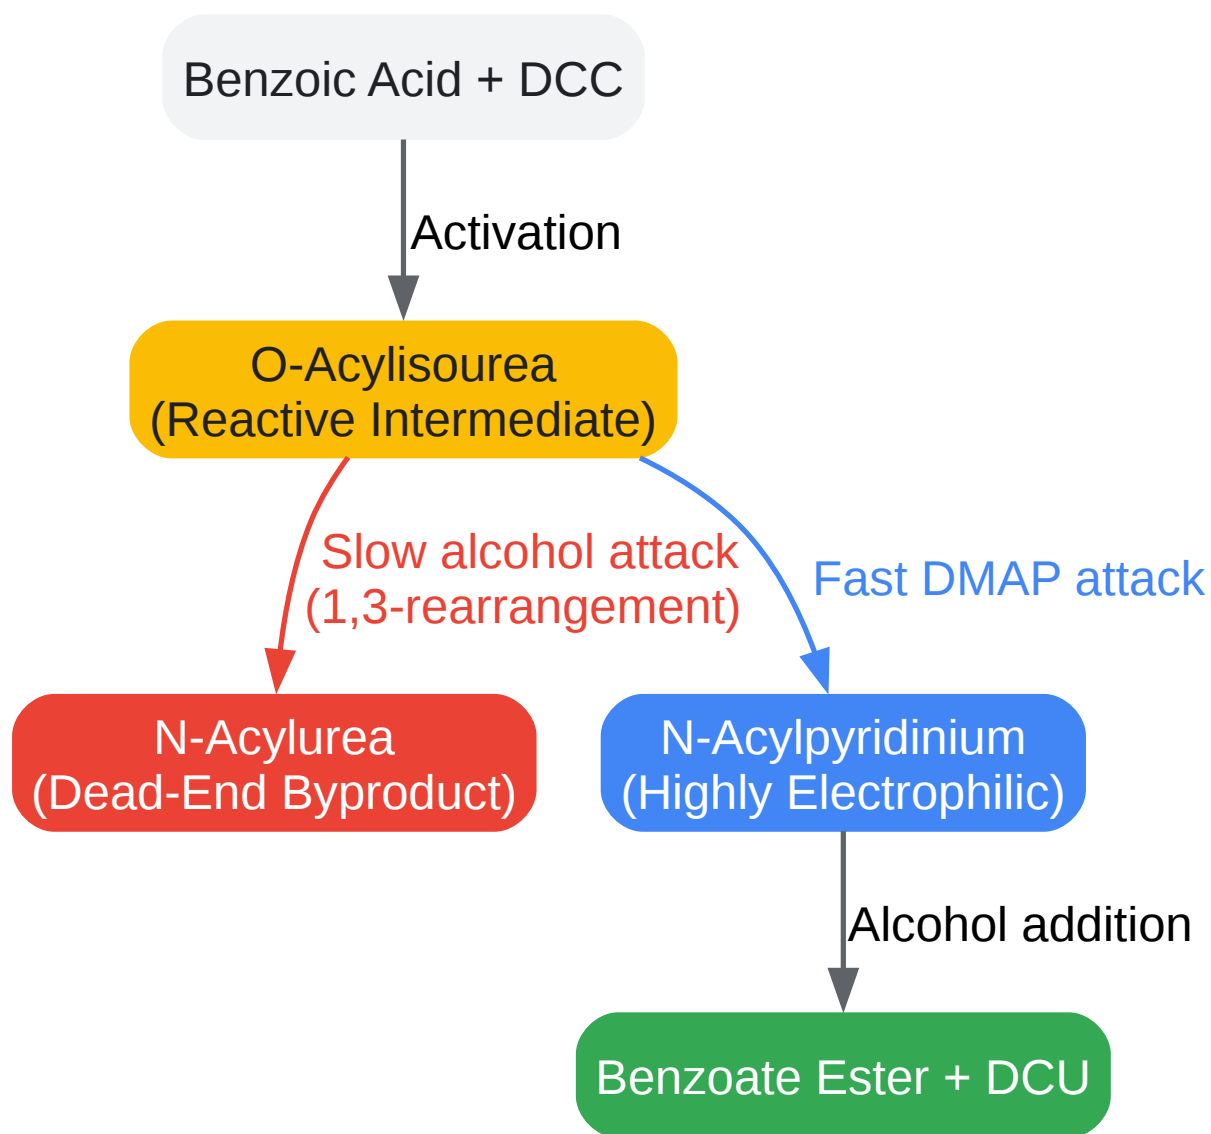 Benzoic Acid + DCC
Activation
O-Acylisourea
(Reactive Intermediate)
Slow alcohol attack
(1,3-rearrangement)
Fast DMAP attack
N-Acylurea
(Dead-End Byproduct)
N-Acylpyridinium
(Highly Electrophilic)
Alcohol addition
Benzoate Ester + DCU